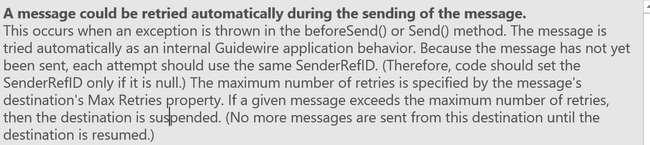 A message could be retried automatically during the sending of the message.
This occurs when an exception is thrown in the beforeSend() or Send() method. The message is
tried automatically as an internal Guidewire application behavior. Because the message has not yet
been sent, each attempt should use the same SenderRefID. (Therefore, code should set the
SenderRefID only if it is null.) The maximum number of retries is specified by the message's
destination's Max Retries property. If a given message exceeds the maximum number of retries,
then the destination is suspended. (No more messages are sent from this destination until the
destination is resumed.)